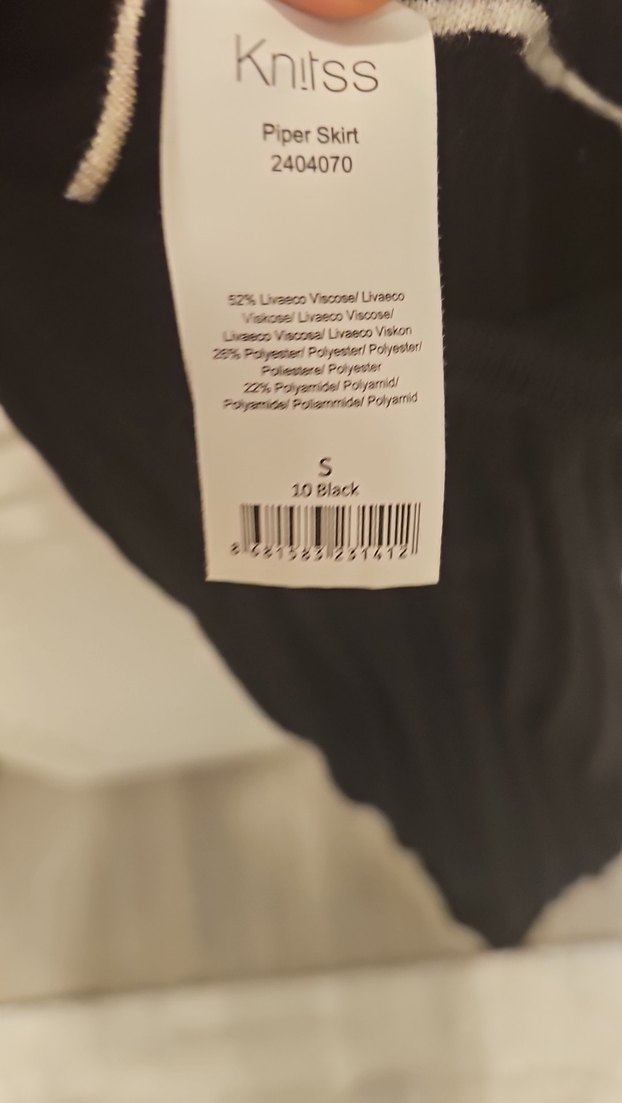 Knitss
Piper Skirt
2404070
52% Livaeco Viscose/ Livaeco
Viskose/ Livaeco Viscose/
Livaeco Viscosa/ Livaeco Viskon
26% Polyester/ Polyester/ Polyester/
Poliestere/ Polyester
22% Polyamide/ Polyamid/
Polyamide/ Poliammide/ Polyamid
S
10 Black
8 681583 231412